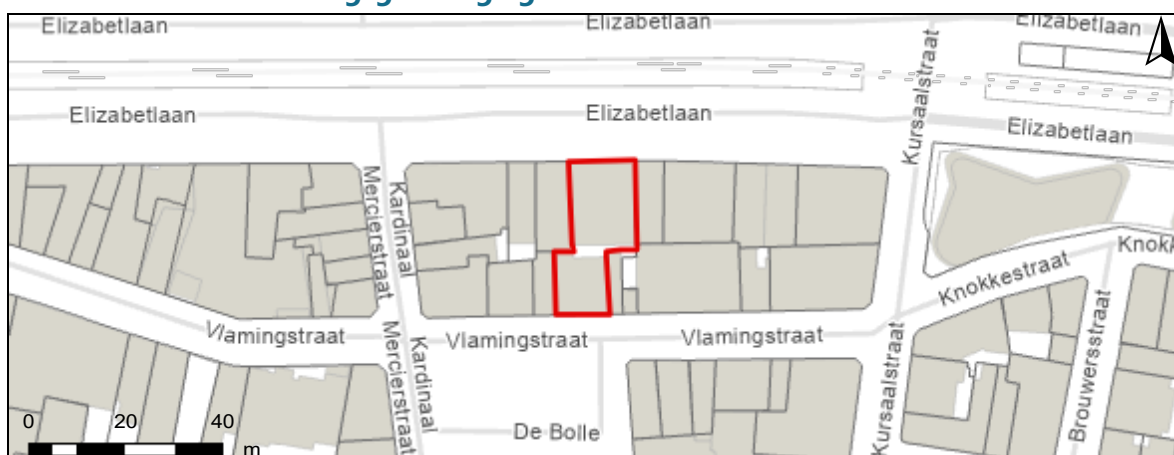 Elizabetlaan
Elizabetlaan
Elizabetlaan
Elizabetlaan
Elizabetlaan
Elizabetlaan
Kursaalstraat
Kardinaal
Mercierstraat
Knokkestraat
Vlamingstraat
Kardinaal
Mercierstraat
Vlamingstraat
Vlamingstraat
Kursaalstraat
Brouwersstraat
De Bolle
0 20 40
m